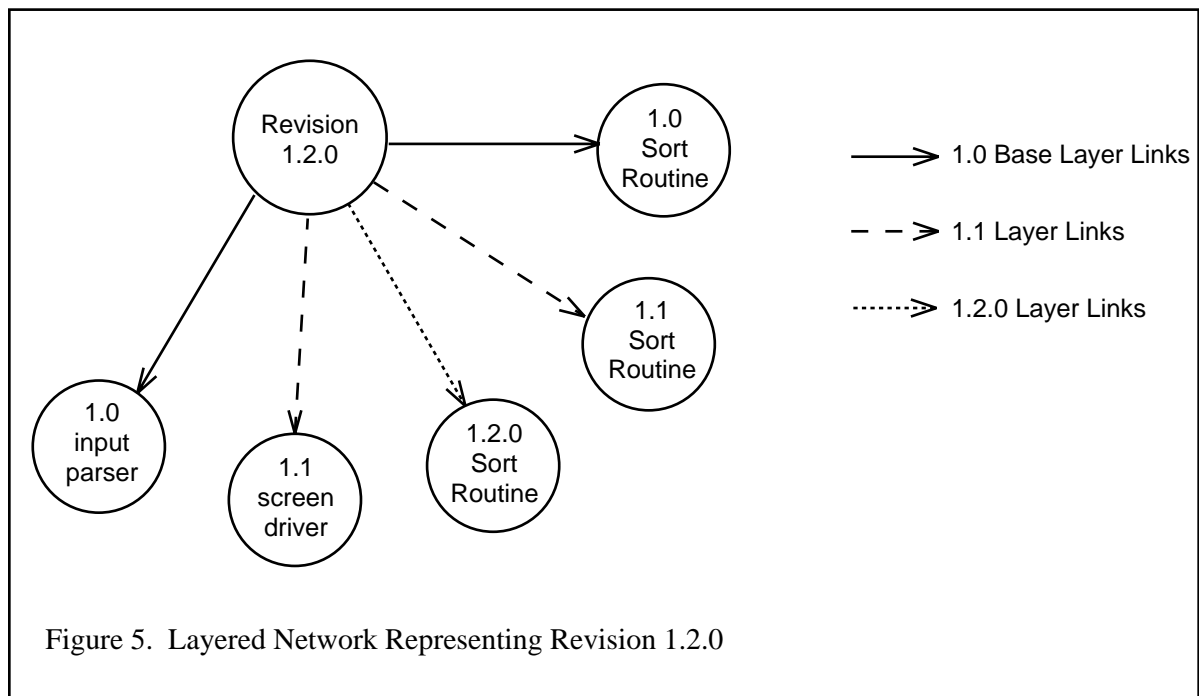 Revision
1.2.0
1.0
Sort
Routine
1.1
Sort
Routine
1.2.0
Sort
Routine
1.1
screen
driver
1.0
input
parser
1.0 Base Layer Links
1.1 Layer Links
1.2.0 Layer Links
Figure 5. Layered Network Representing Revision 1.2.0